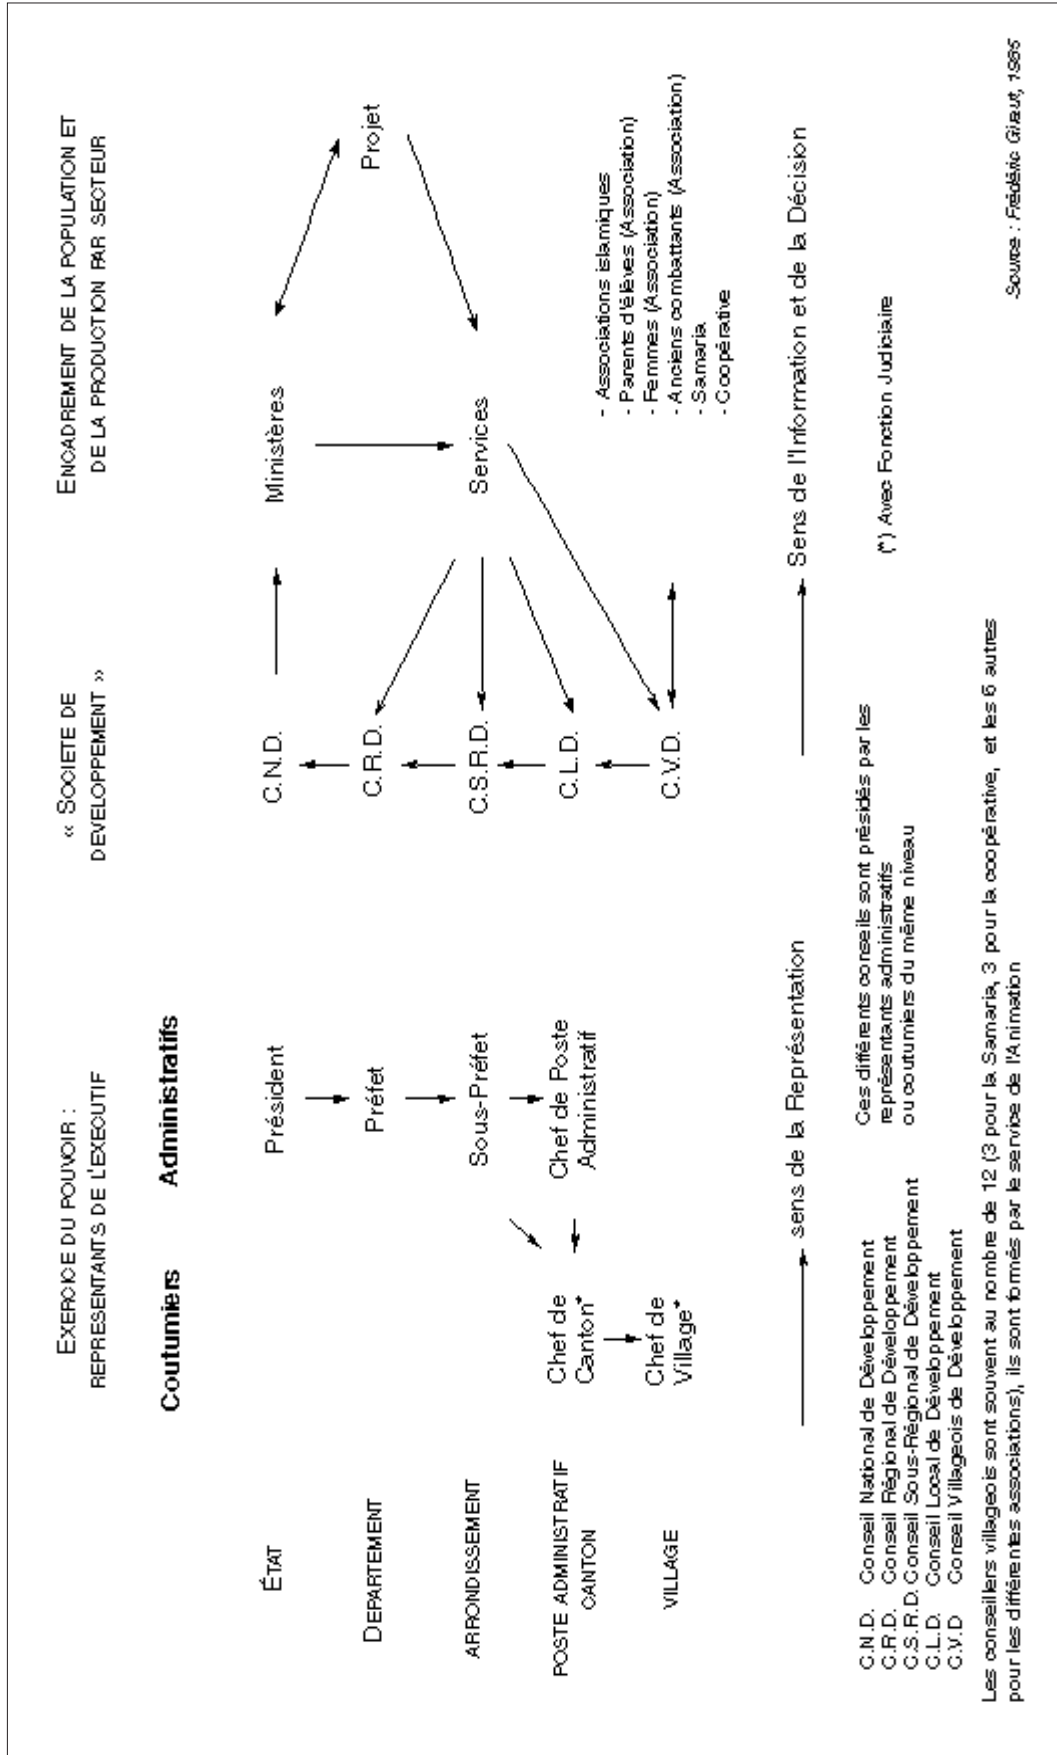 EXERCICE DU POUVOIR :
REPRESENTANTS DE L'EXECUTIF
« SOCIETE DE
DEVELOPPEMENT »
ENCADREMENT DE LA POPULATION ET
DE LA PRODUCTION PAR SECTEUR
Coutumiers
Administratifs
ÉTAT
Président
C.N.D.
Ministères
DEPARTEMENT
Préfet
C.R.D.
Projet
ARRONDISSEMENT
Sous-Préfet
C.S.R.D.
Services
POSTE ADMINISTRATIF
CANTON
Chef de
Canton*
Chef de Poste
Administratif
C.L.D.
VILLAGE
Chef de
Village*
C.V.D.
- Associations islamiques
- Parents d'élèves (Association)
- Femmes (Association)
- Anciens combattants (Association)
- Samaria
- Coopérative
sens de la Représentation
Sens de l'Information et de la Décision
C.N.D. Conseil National de Développement
C.R.D. Conseil Régional de Développement
C.S.R.D. Conseil Sous-Régional de Développement
C.L.D. Conseil Local de Développement
C.V.D Conseil Villageois de Développement
Ces différents conseils sont présidés par les
représentants administratifs
ou coutumiers du même niveau
(*) Avec Fonction Judiciaire
Les conseillers villageois sont souvent au nombre de 12 (3 pour la Samaria, 3 pour la coopérative, et les 6 autres
pour les différentes associations), ils sont formés par le service de l'Animation
Source : Frédéric Giraut, 1985